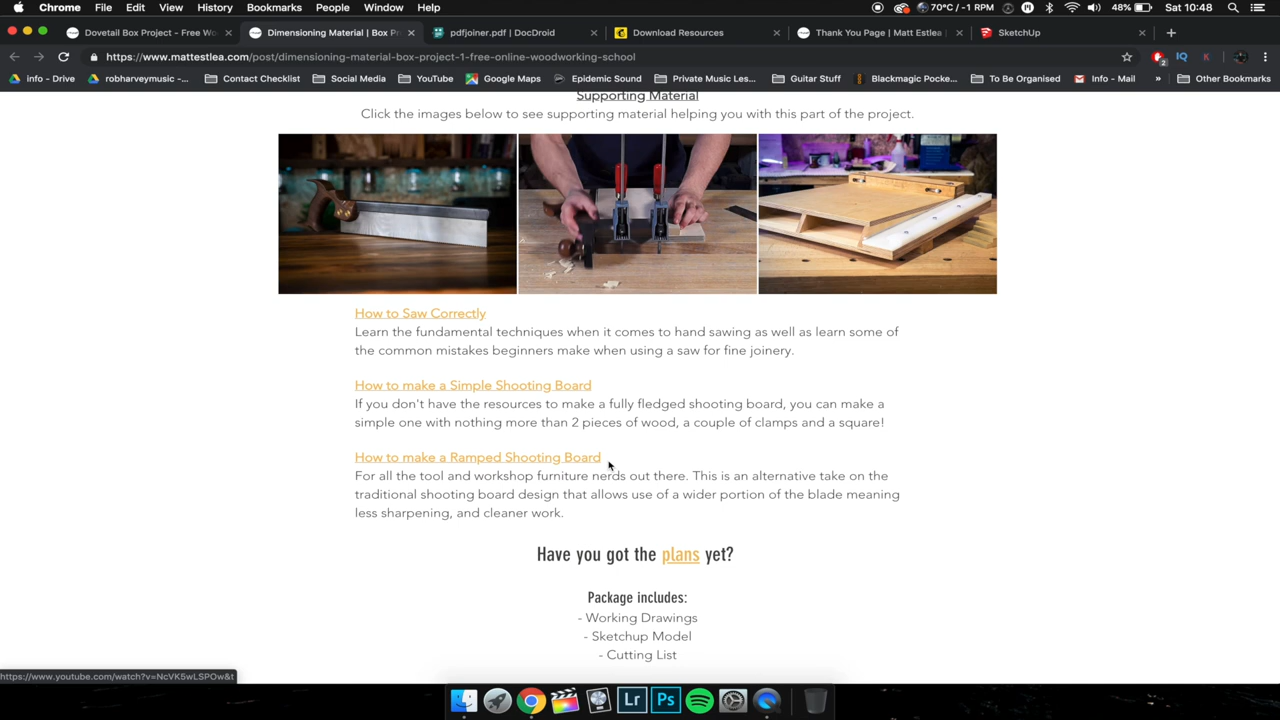 Chrome File Edit View History Bookmarks People Window Help 70°C / -1 RPM 48% Sat 10:48
Dovetail Box Project - Free Wo Dimensioning Material | Box Pr pdfjoiner.pdf | DocDroid Download Resources Thank You Page | Matt Estlea | SketchUp
https://www.mattestlea.com/post/dimensioning-material-box-project-1-free-online-woodworking-school
info - Drive robharveymusic -... Contact Checklist Social Media YouTube Google Maps Epidemic Sound Private Music Les... Guitar Stuff Blackmagic Pocke... To Be Organised Info - Mail » Other Bookmarks
Supporting Material
Click the images below to see supporting material helping you with this part of the project.
How to Saw Correctly
Learn the fundamental techniques when it comes to hand sawing as well as learn some of
the common mistakes beginners make when using a saw for fine joinery.
How to make a Simple Shooting Board
If you don't have the resources to make a fully fledged shooting board, you can make a
simple one with nothing more than 2 pieces of wood, a couple of clamps and a square!
How to make a Ramped Shooting Board
For all the tool and workshop furniture nerds out there. This is an alternative take on the
traditional shooting board design that allows use of a wider portion of the blade meaning
less sharpening, and cleaner work.
Have you got the plans yet?
Package includes:
- Working Drawings
- Sketchup Model
- Cutting List
https://www.youtube.com/watch?v=NcVK5wLSPOw&t
Lr Ps